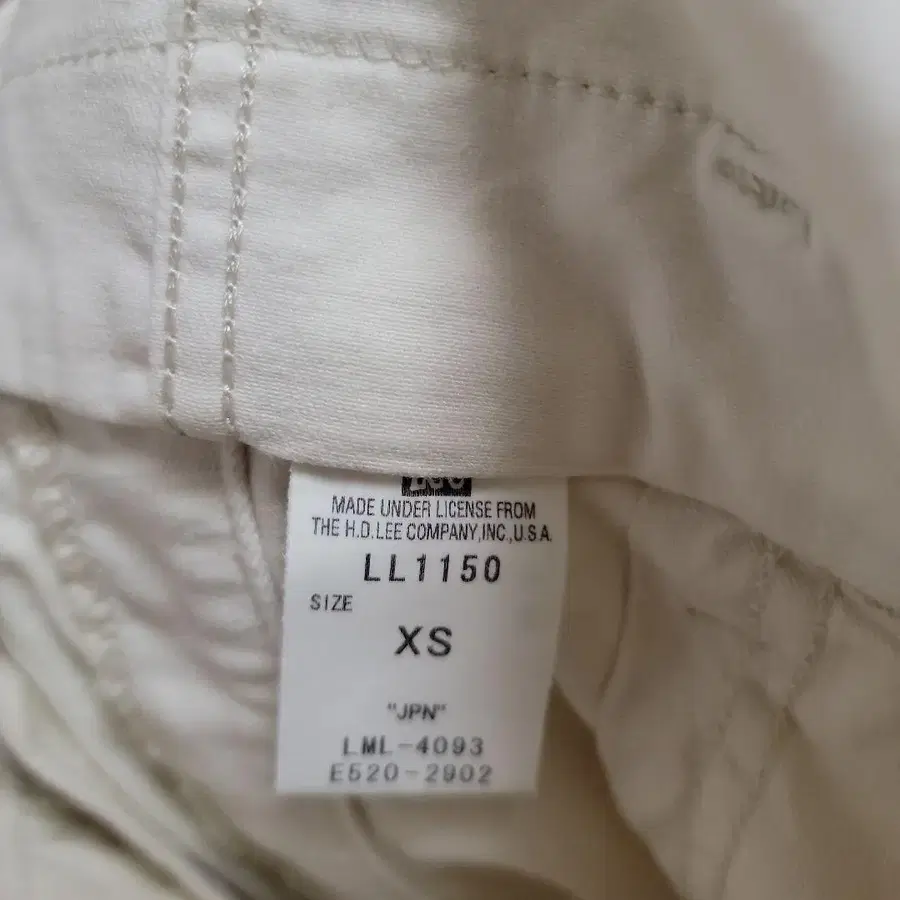 MADE UNDER LICENSE FROM
THE H.D.LEE COMPANY,INC.,U.S.A.
LL1150
SIZE
XS
"JPN"
LML-4093
E520-2902